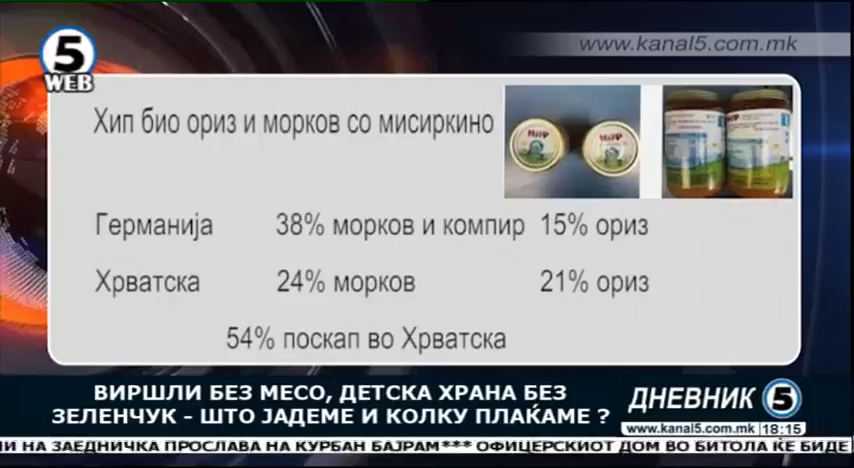 5
WEB
www.kanal5.com.mk
Хип био ориз и морков со мисиркино
HiPP HiPP
Германија 38% морков и компир 15% ориз
Хрватска 24% морков 21% ориз
54% поскап во Хрватска
ВИРШЛИ БЕЗ МЕСО, ДЕТСКА ХРАНА БЕЗ
ЗЕЛЕНЧУК - ШТО ЈАДЕМЕ И КОЛКУ ПЛАЌАМЕ ?
ДНЕВНИК 5
www.kanal5.com.mk 18:15
НА ЗАЕДНИЧКА ПРОСЛАВА НА КУРБАН БАЈРАМ*** ОФИЦЕРСКИОТ ДОМ ВО БИТОЛА ЌЕ БИДЕ